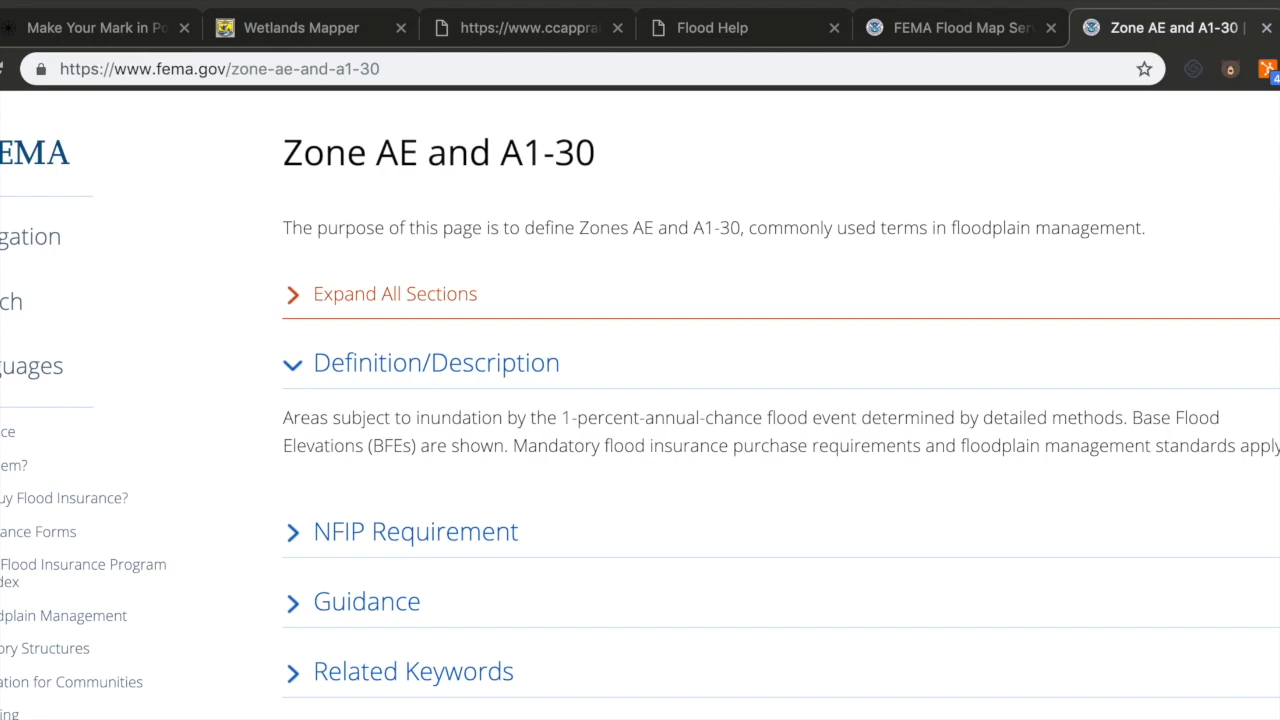 Make Your Mark in Po
Wetlands Mapper
https://www.ccapprai
Flood Help
FEMA Flood Map Ser
Zone AE and A1-30 |
https://www.fema.gov/zone-ae-and-a1-30
4
EMA
Zone AE and A1-30
gation
The purpose of this page is to define Zones AE and A1-30, commonly used terms in floodplain management.
ch
Expand All Sections
guages
Definition/Description
Areas subject to inundation by the 1-percent-annual-chance flood event determined by detailed methods. Base Flood
Elevations (BFEs) are shown. Mandatory flood insurance purchase requirements and floodplain management standards apply
ce
em?
uy Flood Insurance?
ance Forms
Flood Insurance Program
dex
dplain Management
ory Structures
ation for Communities
ing
NFIP Requirement
Guidance
Related Keywords